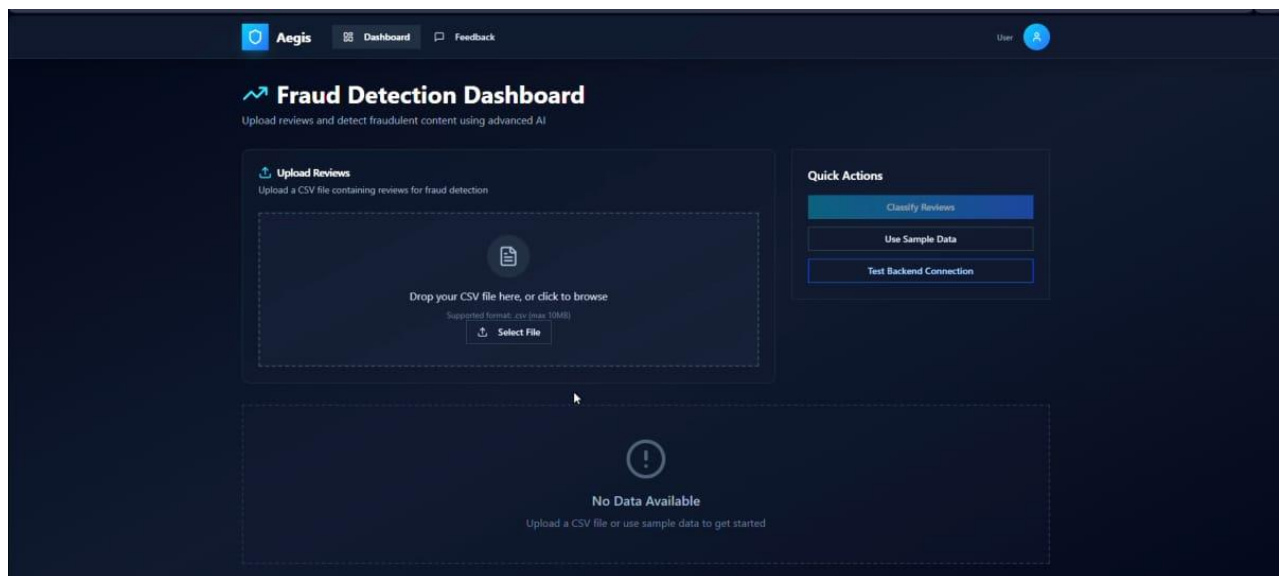 Aegis
Dashboard
Feedback
User
Fraud Detection Dashboard
Upload reviews and detect fraudulent content using advanced AI
Upload Reviews
Upload a CSV file containing reviews for fraud detection
Drop your CSV file here, or click to browse
Supported format: .csv (max 10MB)
Select File
Quick Actions
Classify Reviews
Use Sample Data
Test Backend Connection
No Data Available
Upload a CSV file or use sample data to get started